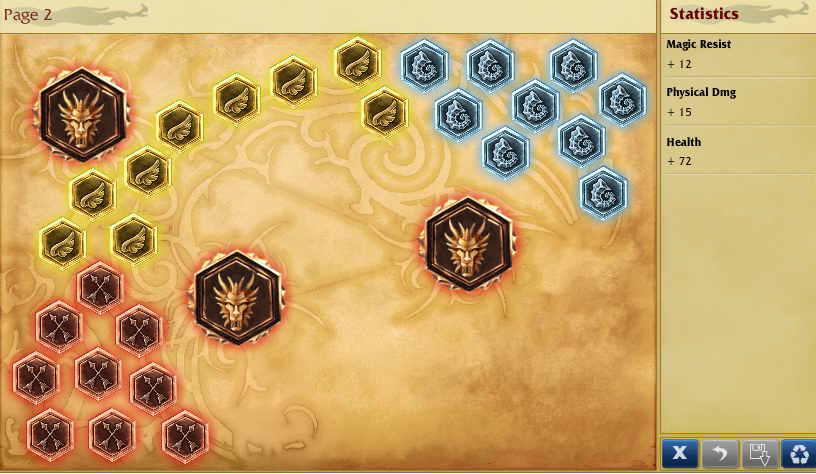 Page 2
Statistics
Magic Resist
+ 12
Physical Dmg
+ 15
Health
+ 72